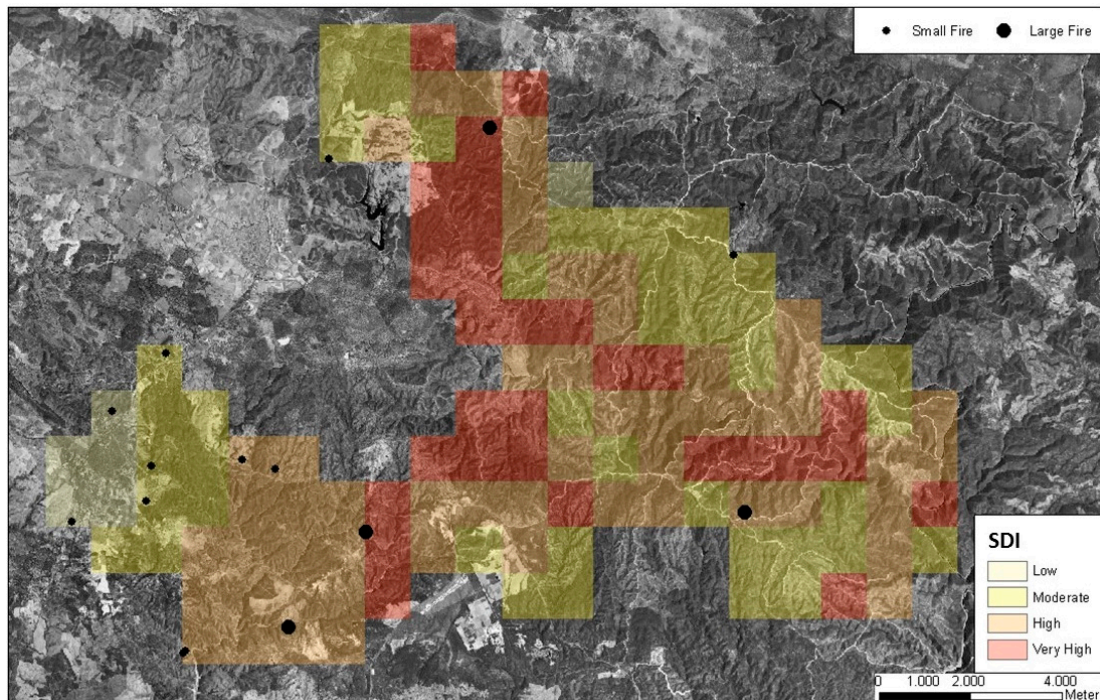 Small Fire Large Fire
SDI
Low
Moderate
High
Very High
0 1.000 2.000 4.000
Meter